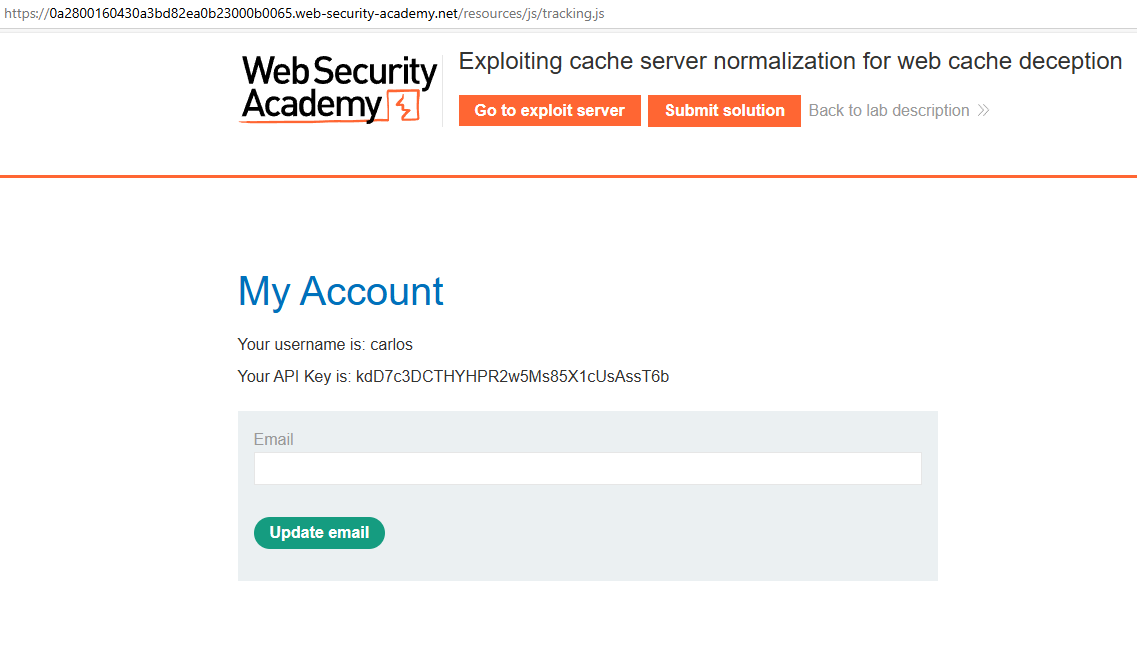 https://0a2800160430a3bd82ea0b23000b0065.web-security-academy.net/resources/js/tracking.js
Web Security
Academy
Exploiting cache server normalization for web cache deception
Go to exploit server
Submit solution
Back to lab description
My Account
Your username is: carlos
Your API Key is: kdD7c3DCTHYHPR2w5Ms85X1cUsAssT6b
Email
Update email